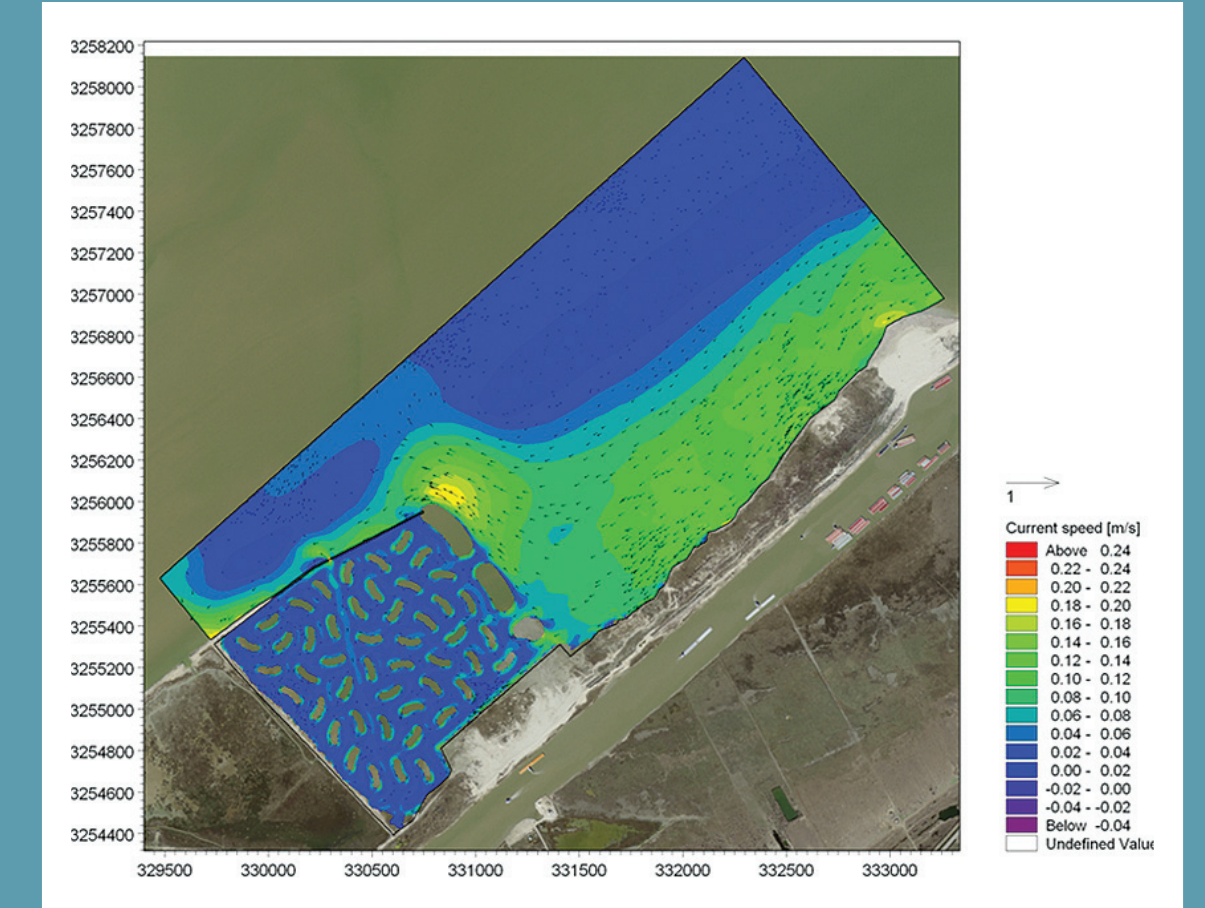 3258200
3258000
3257800
3257600
3257400
3257200
3257000
3256800
3256600
3256400
3256200
3256000
3255800
3255600
3255400
3255200
3255000
3254800
3254600
3254400
329500 330000 330500 331000 331500 332000 332500 333000
1
Current speed [m/s]
Above 0.24
0.22 - 0.24
0.20 - 0.22
0.18 - 0.20
0.16 - 0.18
0.14 - 0.16
0.12 - 0.14
0.10 - 0.12
0.08 - 0.10
0.06 - 0.08
0.04 - 0.06
0.02 - 0.04
0.00 - 0.02
-0.02 - 0.00
-0.04 - -0.02
Below -0.04
Undefined Value